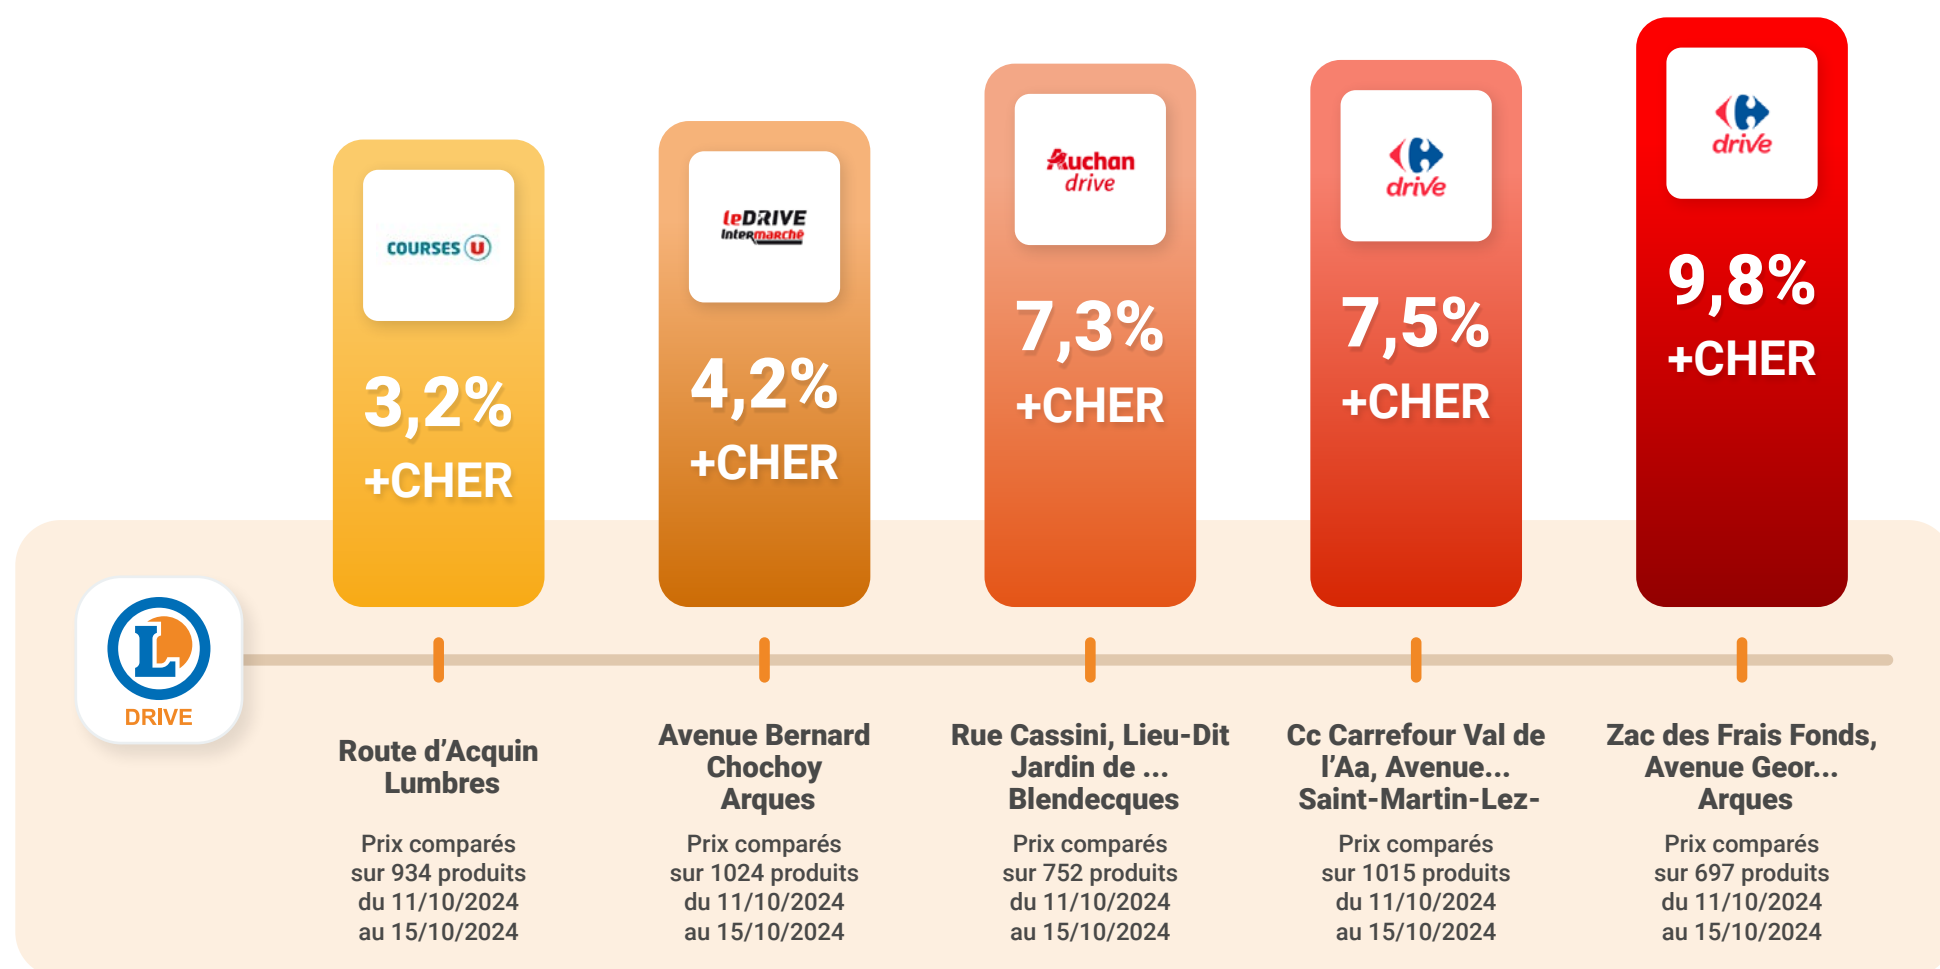 COURSES U
3,2%
+CHER
leDRIVE
Intermarché
4,2%
+CHER
Auchan
drive
7,3%
+CHER
drive
7,5%
+CHER
drive
9,8%
+CHER
L
DRIVE
Route d’Acquin
Lumbres
Prix comparés
sur 934 produits
du 11/10/2024
au 15/10/2024
Avenue Bernard
Chochoy
Arques
Prix comparés
sur 1024 produits
du 11/10/2024
au 15/10/2024
Rue Cassini, Lieu-Dit
Jardin de ...
Blendecques
Prix comparés
sur 752 produits
du 11/10/2024
au 15/10/2024
Cc Carrefour Val de
l’Aa, Avenue...
Saint-Martin-Lez-
Prix comparés
sur 1015 produits
du 11/10/2024
au 15/10/2024
Zac des Frais Fonds,
Avenue Geor...
Arques
Prix comparés
sur 697 produits
du 11/10/2024
au 15/10/2024